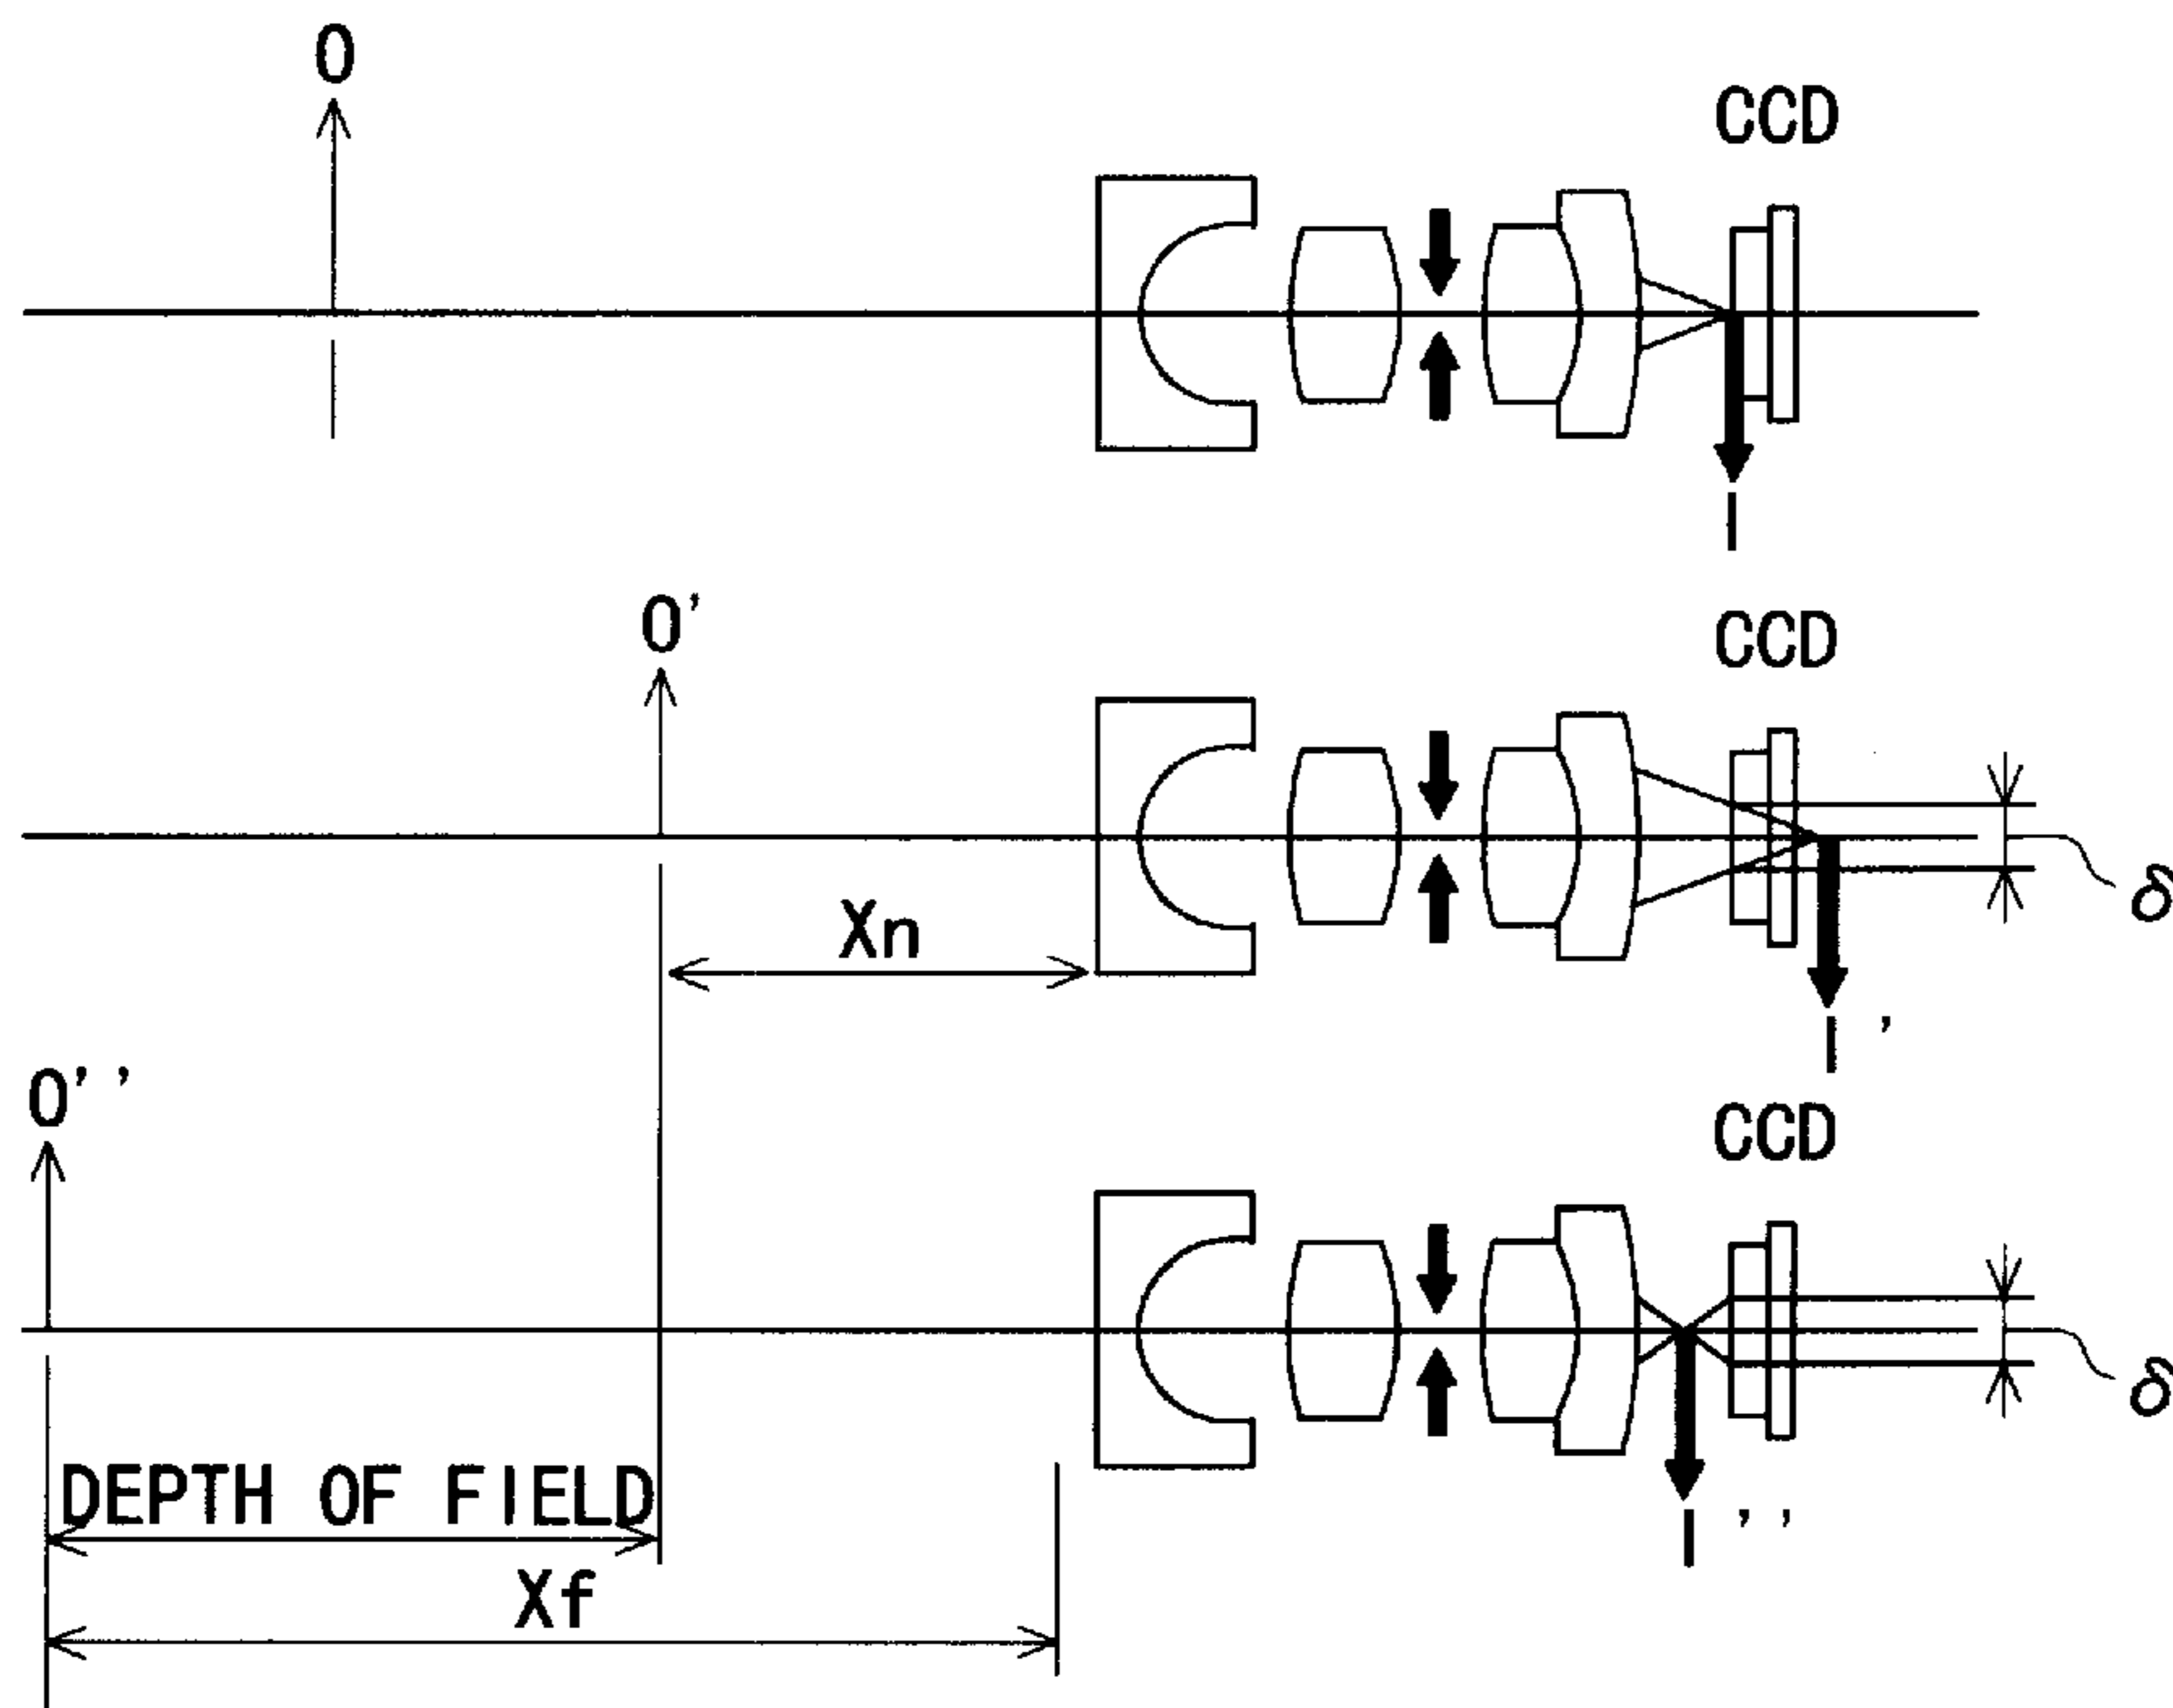 O
CCD
I
O'
CCD
δ
Xn
I'
O''
CCD
δ
DEPTH OF FIELD
I''
Xf